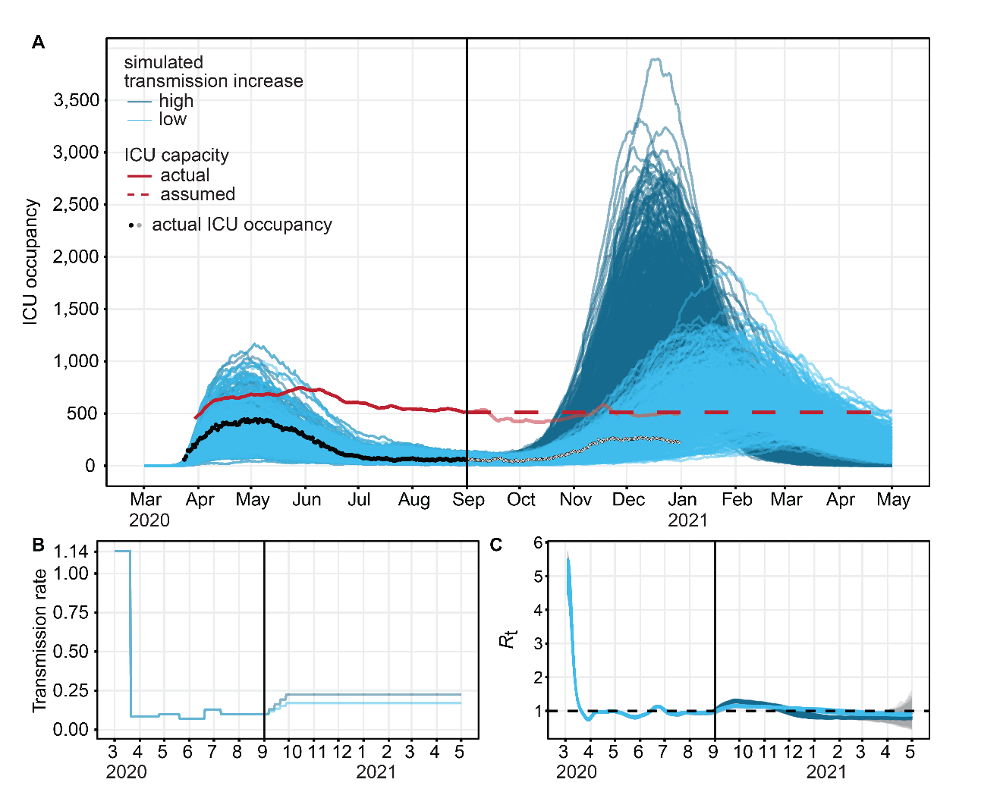 A
simulated
transmission increase
high
low
ICU capacity
actual
assumed
actual ICU occupancy
ICU occupancy
3,500
3,000
2,500
2,000
1,500
1,000
500
0
Mar Apr May Jun Jul Aug Sep Oct Nov Dec Jan Feb Mar Apr May
2020 2021
B
Transmission rate
1.14
1.00
0.75
0.50
0.25
0.00
3 4 5 6 7 8 9 10 11 12 1 2 3 4 5
2020 2021
C
Rt
6
5
4
3
2
1
3 4 5 6 7 8 9 10 11 12 1 2 3 4 5
2020 2021